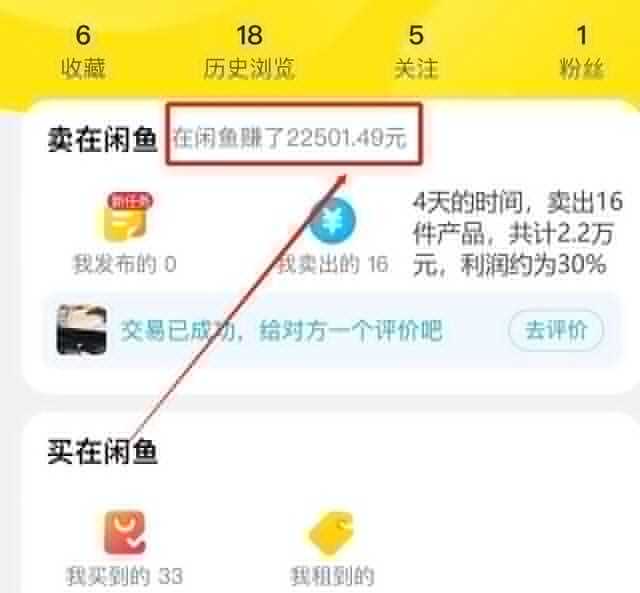 6 18 5 1
收藏 历史浏览 关注 粉丝
卖在闲鱼 在闲鱼赚了22501.49元
新任务
我发布的 0 我卖出的 16
4天的时间，卖出16
件产品，共计2.2万
元，利润约为30%
交易已成功，给对方一个评价吧 去评价
买在闲鱼
我买到的 33 我租到的